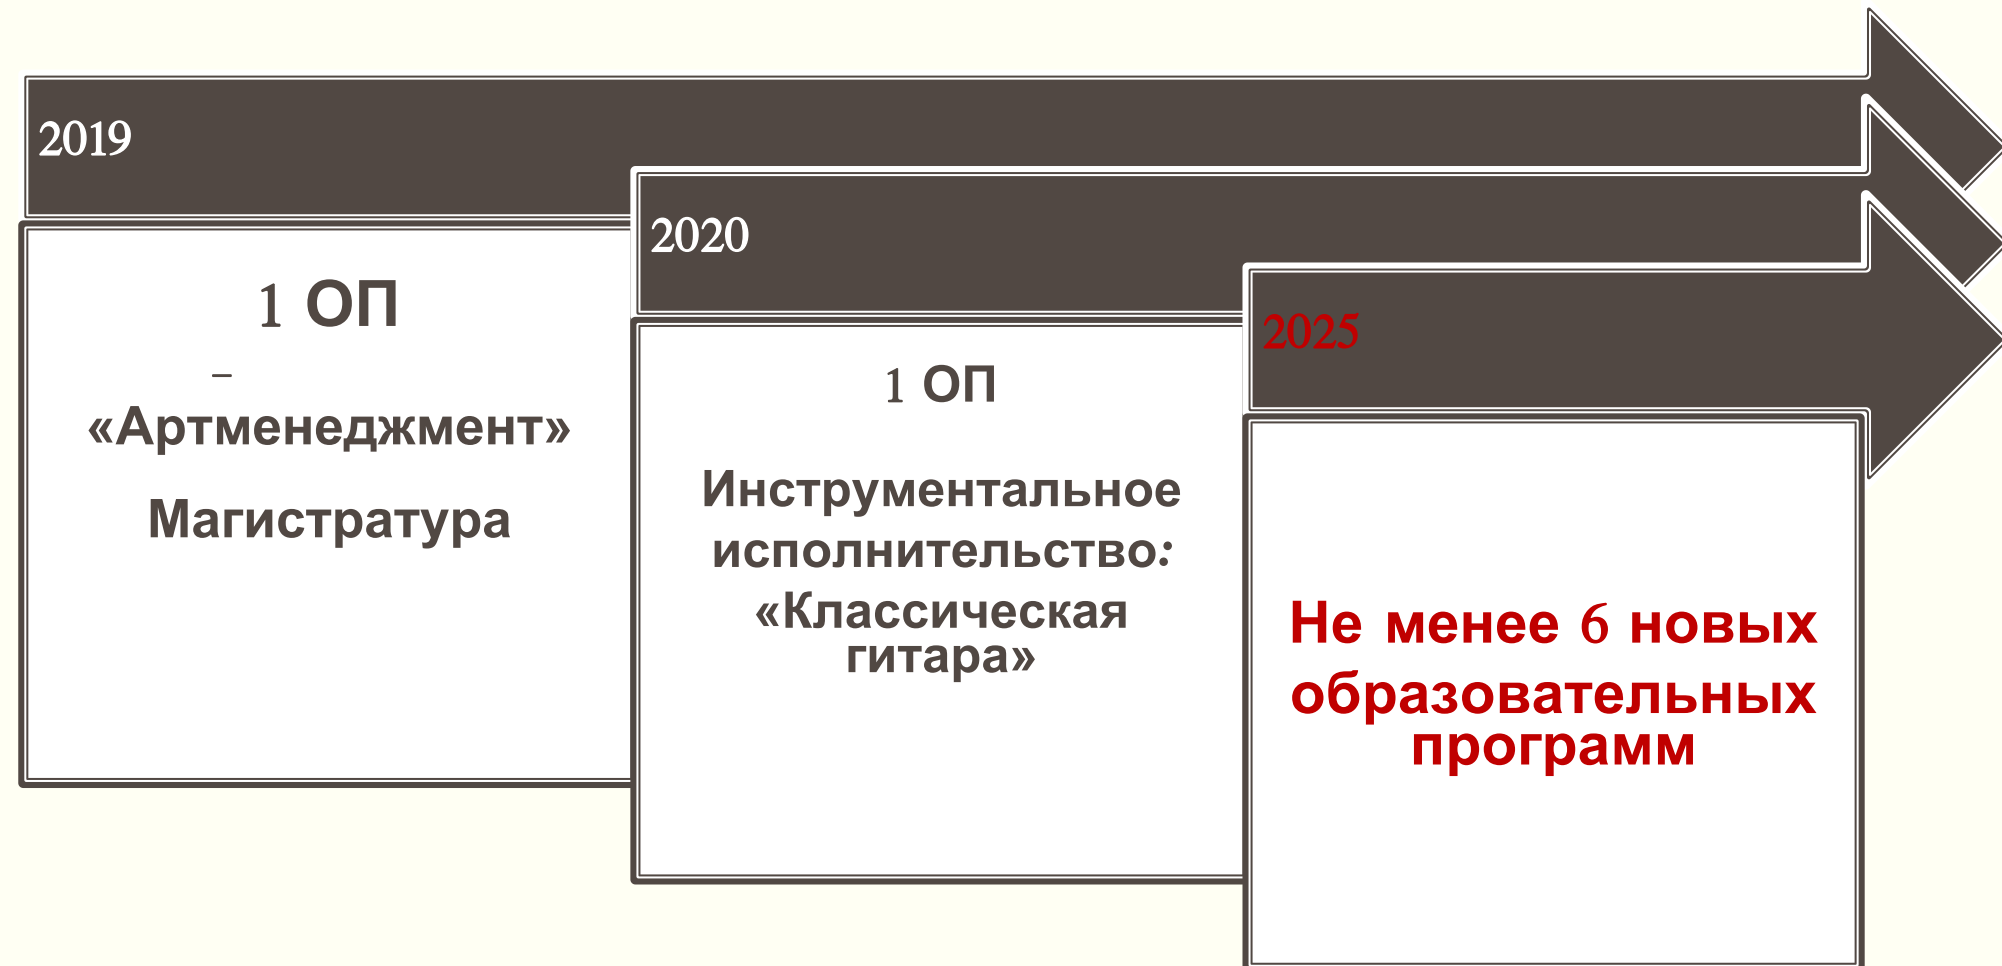 2019
1 ОП
–
«Артменеджмент»
Магистратура
2020
1 ОП
Инструментальное
исполнительство:
«Классическая
гитара»
2025
Не менее 6 новых
образовательных
программ